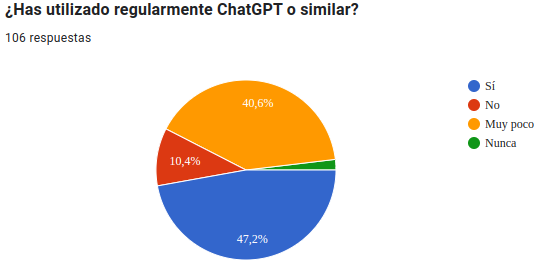 ¿Has utilizado regularmente ChatGPT o similar?
106 respuestas
40,6%
10,4%
47,2%
Sí
No
Muy poco
Nunca